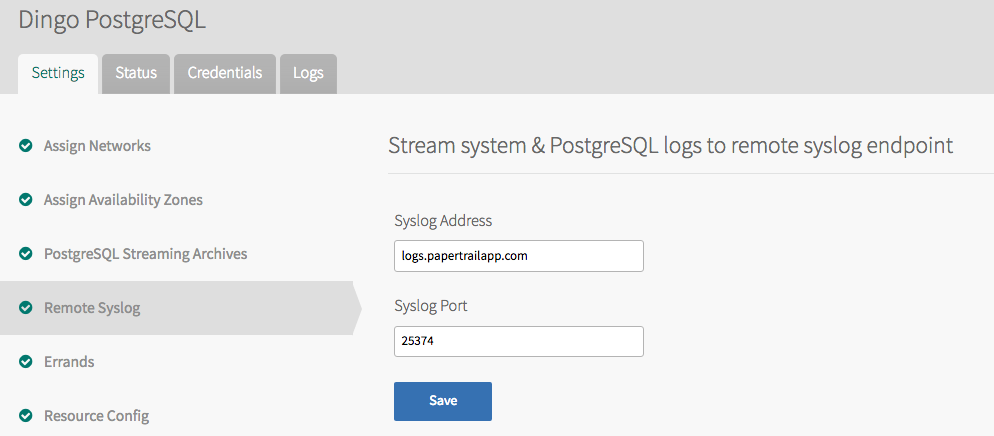 Dingo PostgreSQL
Settings
Status
Credentials
Logs
Assign Networks
Assign Availability Zones
PostgreSQL Streaming Archives
Remote Syslog
Errands
Resource Config
Stream system & PostgreSQL logs to remote syslog endpoint
Syslog Address
logs.papertrailapp.com
Syslog Port
25374
Save